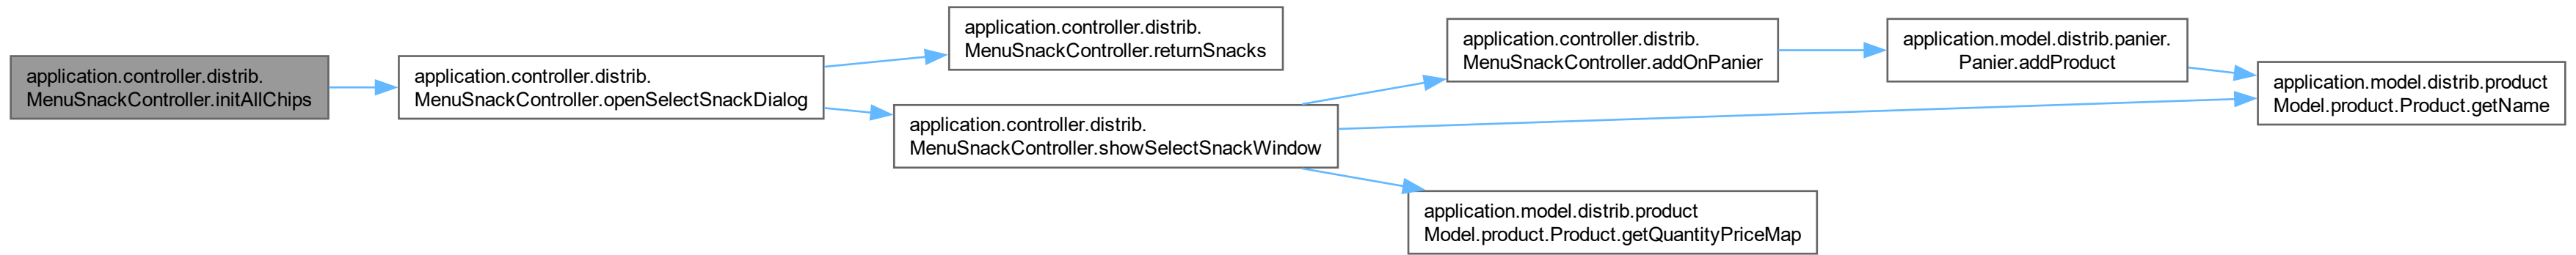 application.controller.distrib.
MenuSnackController.initAllChips
application.controller.distrib.
MenuSnackController.openSelectSnackDialog
application.controller.distrib.
MenuSnackController.returnSnacks
application.controller.distrib.
MenuSnackController.showSelectSnackWindow
application.controller.distrib.
MenuSnackController.addOnPanier
application.model.distrib.panier.
Panier.addProduct
application.model.distrib.product
Model.product.Product.getName
application.model.distrib.product
Model.product.Product.getQuantityPriceMap